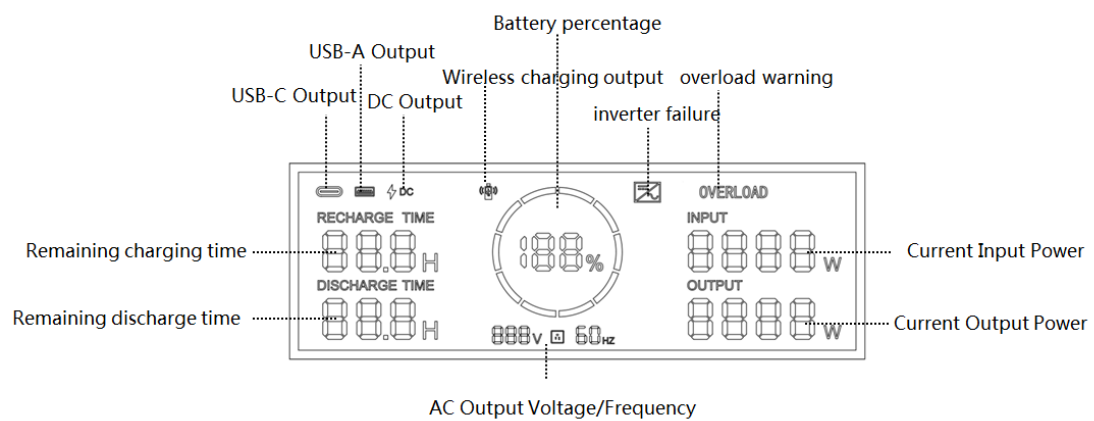 Battery percentage
USB-A Output
Wireless charging output overload warning
USB-C Output DC Output
inverter failure
DC OVERLOAD
RECHARGE TIME INPUT
Remaining charging time 88.8H 188% 8888W Current Input Power
DISCHARGE TIME OUTPUT
Remaining discharge time 88.8H 8888W Current Output Power
888V 60HZ
AC Output Voltage/Frequency